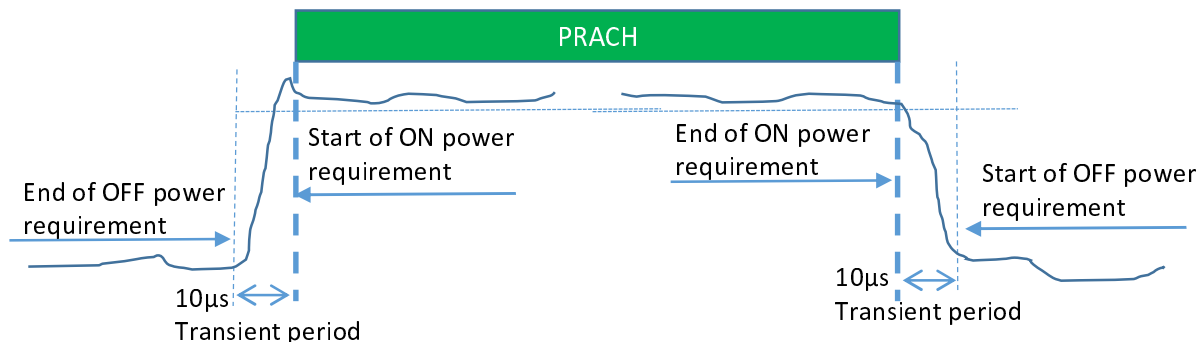 PRACH
Start of ON power
requirement
End of OFF power
requirement
10µs
Transient period
End of ON power
requirement
Start of OFF power
requirement
10µs
Transient period